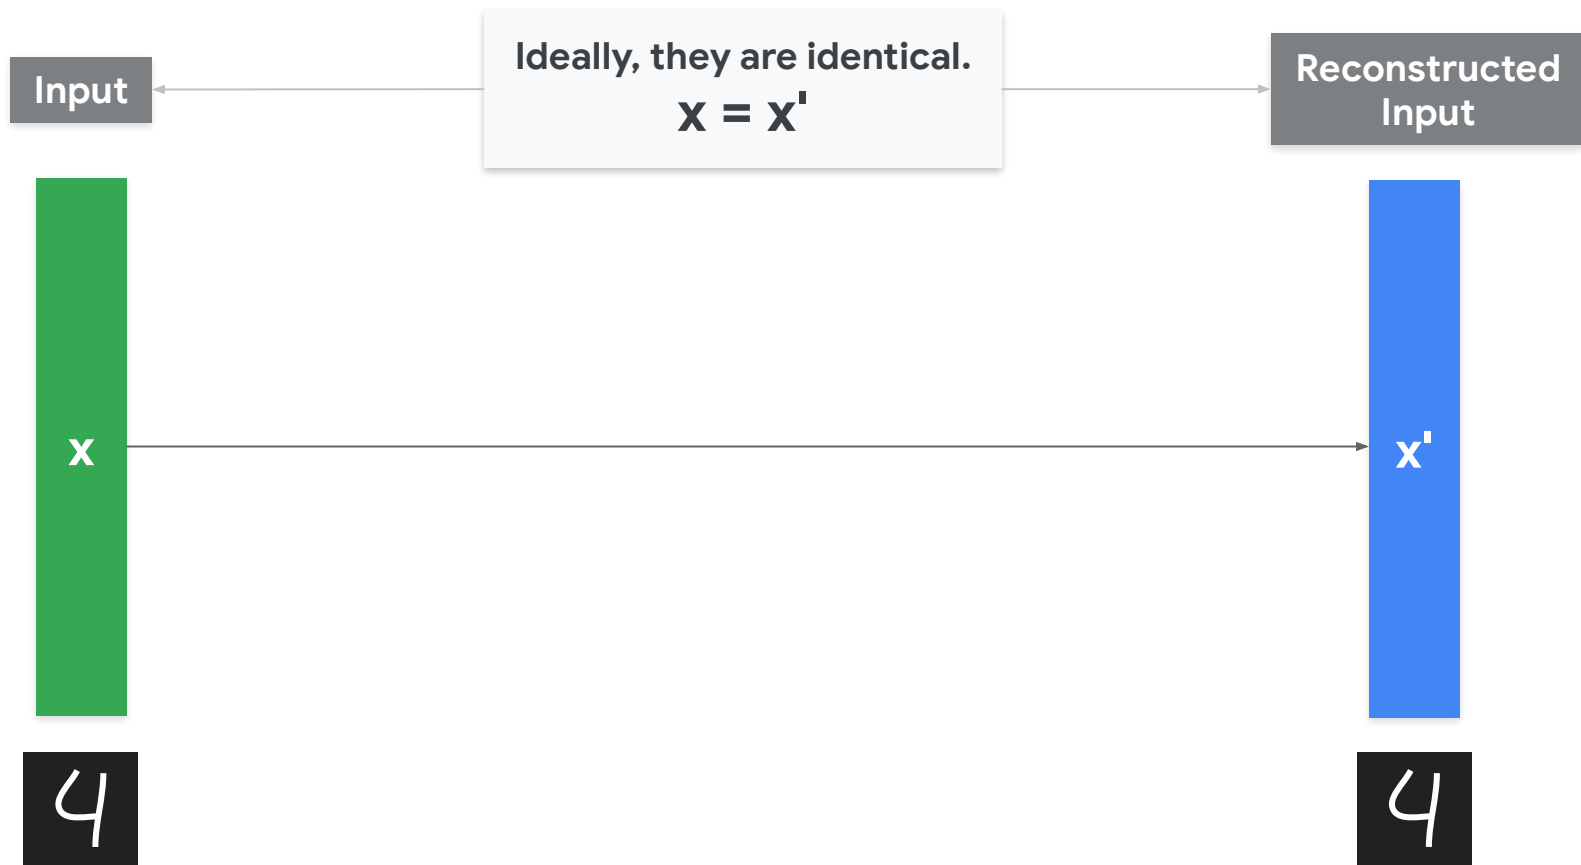 Ideally, they are identical.
x = x'
Input
Reconstructed
Input
x
x'
4
4